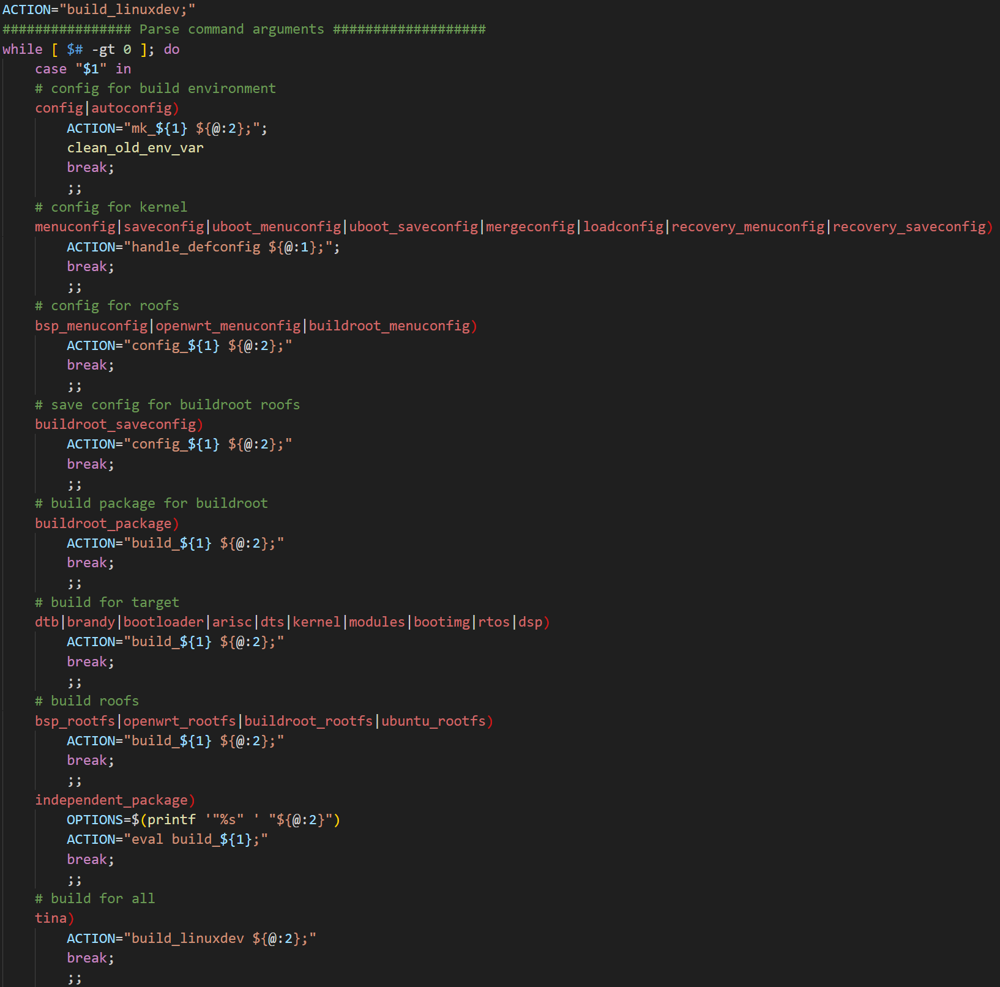 ACTION="build_linuxdev;"
################ Parse command arguments ###################
while [ $# -gt 0 ]; do
    case "$1" in
    # config for build environment
    config|autoconfig)
        ACTION="mk_${1} ${@:2};";
        clean_old_env_var
        break;
        ;;
    # config for kernel
    menuconfig|saveconfig|uboot_menuconfig|uboot_saveconfig|mergeconfig|loadconfig|recovery_menuconfig|recovery_saveconfig)
        ACTION="handle_defconfig ${@:1};";
        break;
        ;;
    # config for roofs
    bsp_menuconfig|openwrt_menuconfig|buildroot_menuconfig)
        ACTION="config_${1} ${@:2};"
        break;
        ;;
    # save config for buildroot roofs
    buildroot_saveconfig)
        ACTION="config_${1} ${@:2};"
        break;
        ;;
    # build package for buildroot
    buildroot_package)
        ACTION="build_${1} ${@:2};"
        break;
        ;;
    # build for target
    dtb|brandy|bootloader|arisc|dts|kernel|modules|bootimg|rtos|dsp)
        ACTION="build_${1} ${@:2};"
        break;
        ;;
    # build roofs
    bsp_rootfs|openwrt_rootfs|buildroot_rootfs|ubuntu_rootfs)
        ACTION="build_${1} ${@:2};"
        break;
        ;;
    independent_package)
        OPTIONS=$(printf '"%s" ' "${@:2}")
        ACTION="eval build_${1};"
        break;
        ;;
    # build for all
    tina)
        ACTION="build_linuxdev ${@:2};"
        break;
        ;;